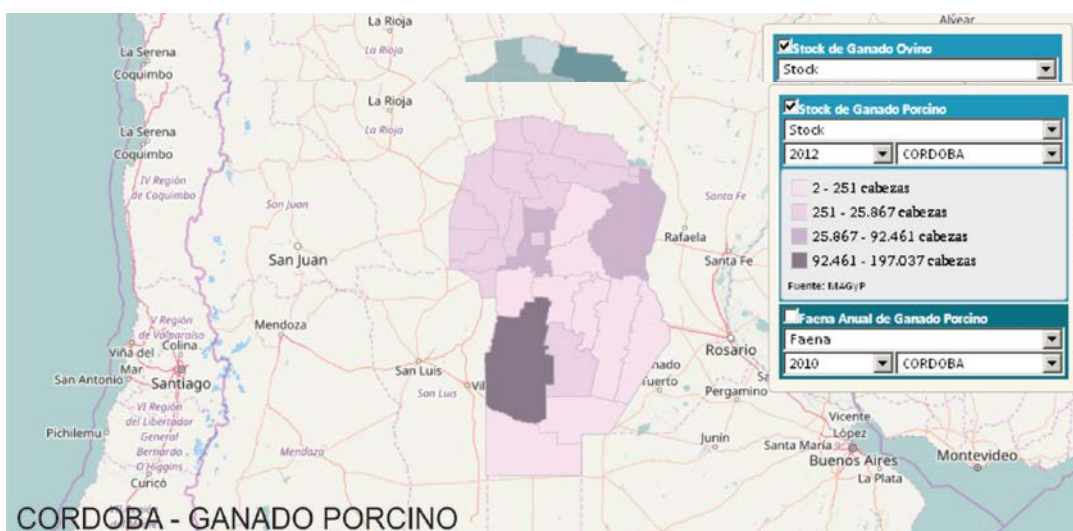 La Rioja
La Serena
Coquimbo
La Rioja
Alvear
Stock de Ganado Ovino
Stock
La Rioja
La Serena
Coquimbo
La Rioja
IV Región
de Coquimbo
San Juan
San Juan
Santa Fe
Rafaela
Santa Fe
Stock de Ganado Porcino
Stock
2012
CORDOBA
2 - 251 cabezas
251 - 25.867 cabezas
25.867 - 92.461 cabezas
92.461 - 197.037 cabezas
Fuente: MAGyP
Faena Anual de Ganado Porcino
Faena
2010
CORDOBA
V Región
de Valparaíso
Viña del
Mar
Colina
San Antonio
Santiago
Mendoza
San Luis
San Luis
Vil
Rosario
nado
uerto
Pergamino
VI Región
del Libertador
General
Bernardo
O'Higgins
Pichilemu
Curicó
VII Región
Mendoza
Junín
Vicente
López
Santa María
Buenos Aires
La Plata
Montevideo
CORDOBA - GANADO PORCINO